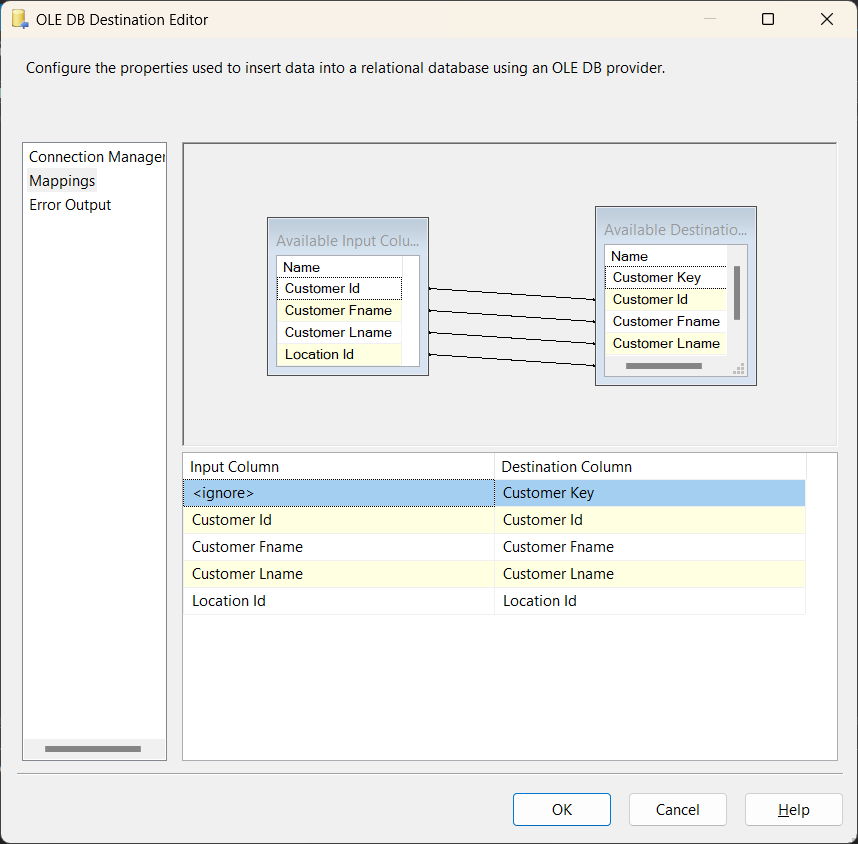 OLE DB Destination Editor
Configure the properties used to insert data into a relational database using an OLE DB provider.
Connection Manager
Mappings
Error Output
Available Input Colu...
Name
Customer Id
Customer Fname
Customer Lname
Location Id
Available Destinatio...
Name
Customer Key
Customer Id
Customer Fname
Customer Lname
Input Column Destination Column
<ignore> Customer Key
Customer Id Customer Id
Customer Fname Customer Fname
Customer Lname Customer Lname
Location Id Location Id
OK Cancel Help